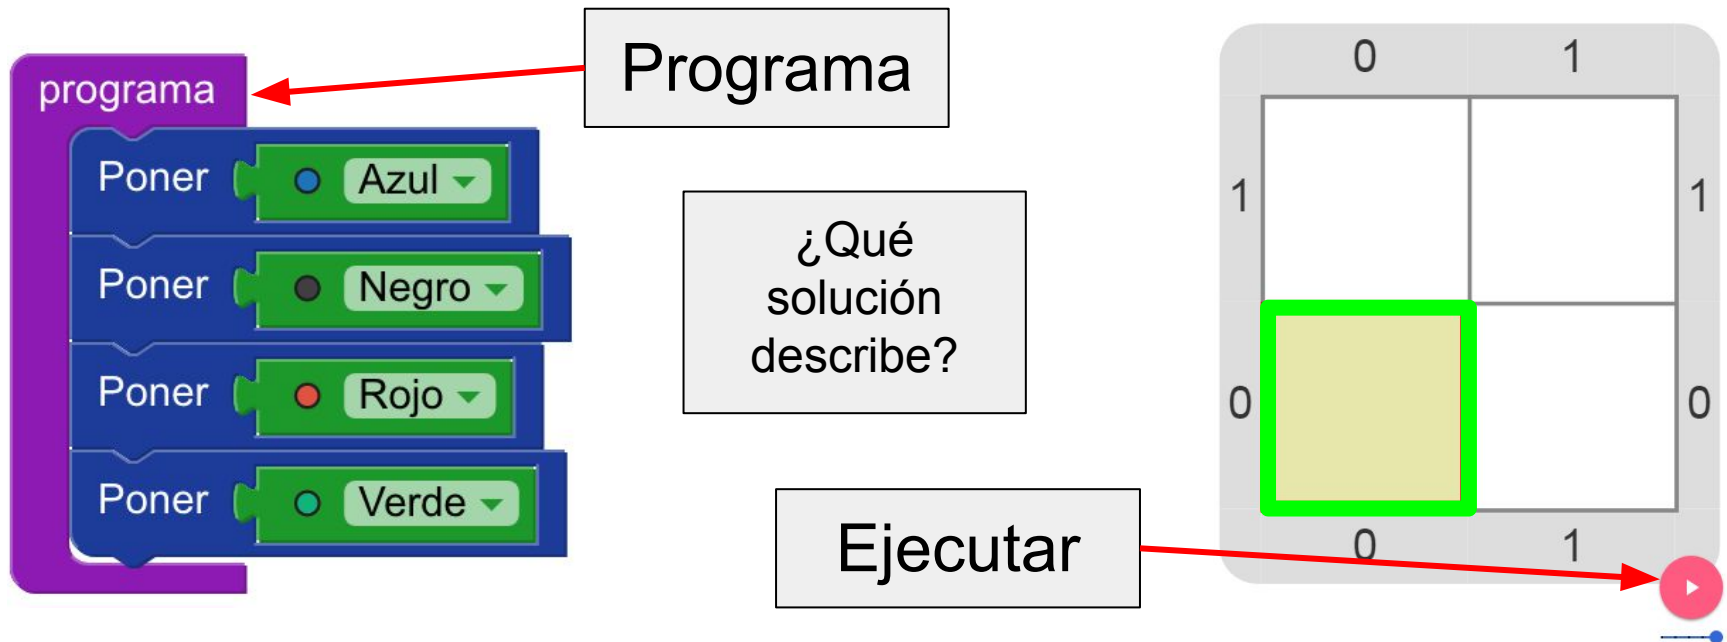 programa
Poner Azul
Poner Negro
Poner Rojo
Poner Verde
Programa
¿Qué
solución
describe?
Ejecutar
0 1
1 1
0 0
0 1